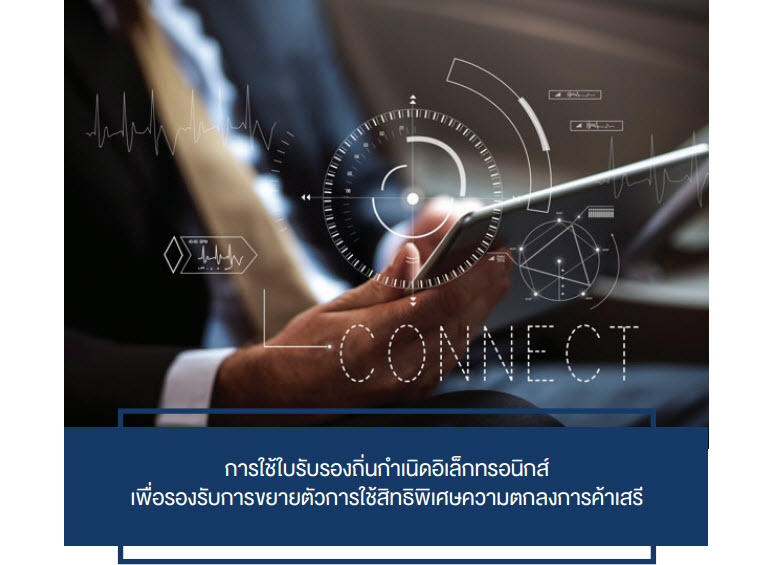 40-80 BPM
CONNECT
การใช้ใบรับรองถิ่นกำเนิดอิเล็กทรอนิกส์
เพื่อรองรับการขยายตัวการใช้สิทธิพิเศษความตกลงการค้าเสรี